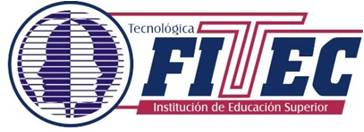 Tecnológica
FITEC
Institución de Educación Superior